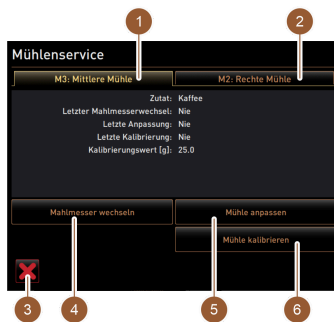 1 2
Mühlenservice
M3: Mittlere Mühle M2: Rechte Mühle
Zutat: Kaffee
Letzter Mahlmesserwechsel: Nie
Letzte Anpassung: Nie
Letzte Kalibrierung: Nie
Kalibrierungswert [g]: 25.0
Mahlmesser wechseln Mühle anpassen
Mühle kalibrieren
3 4 5 6